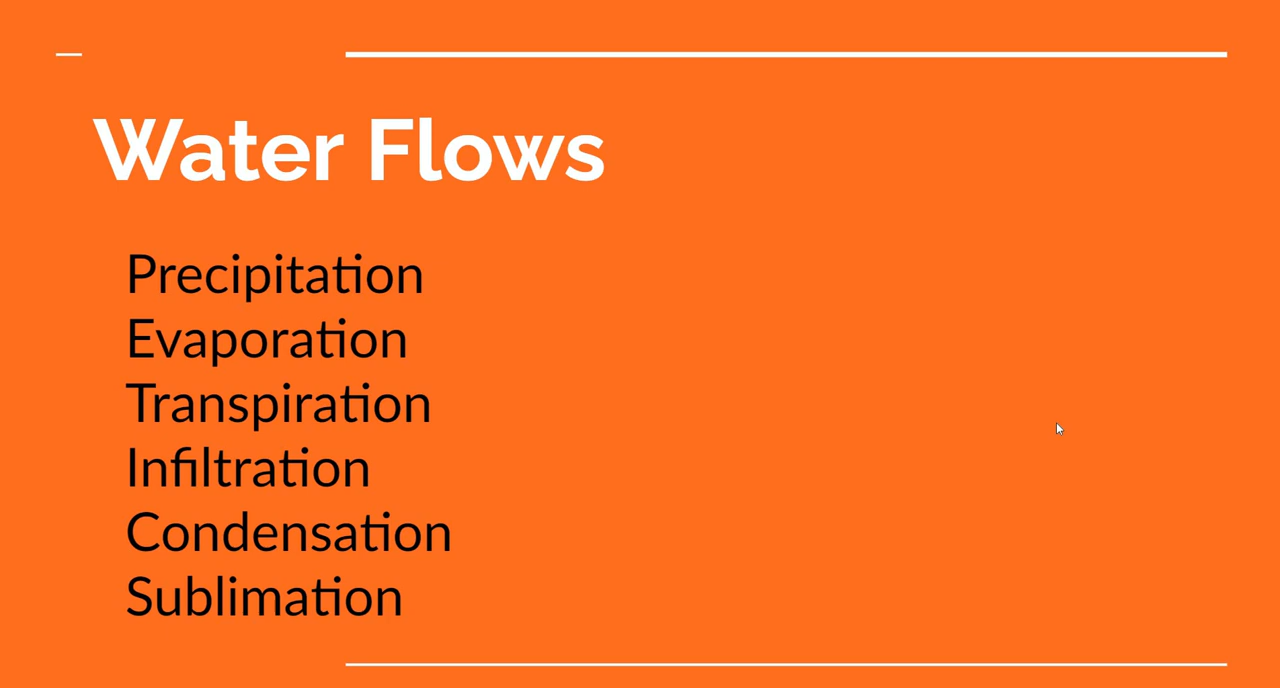 Water Flows
Precipitation
Evaporation
Transpiration
Infiltration
Condensation
Sublimation